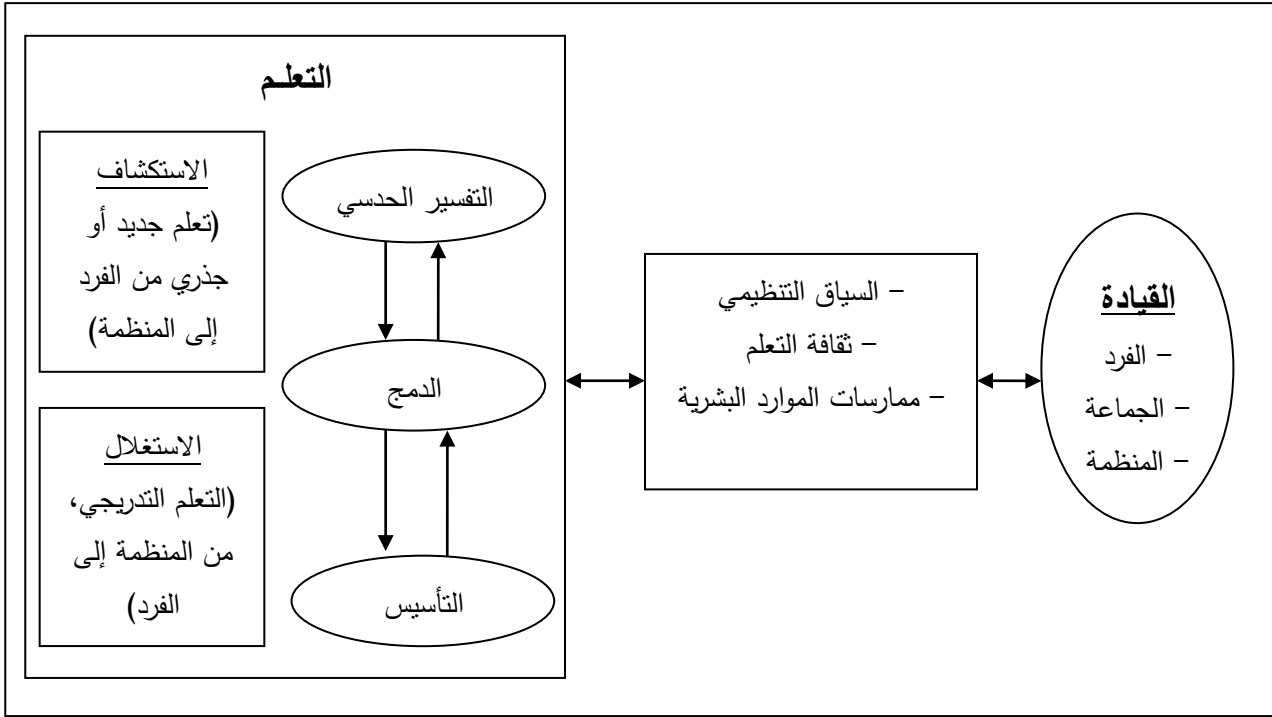 التعلـم
الاستكشاف
(تعلم جديد أو
جذري من الفرد
إلى المنظمة)
الاستغلال
(التعلم التدريجي،
من المنظمة إلى
الفرد)
التفسير الحدسي
الدمج
التأسيس
- السياق التنظيمي
- ثقافة التعلم
- ممارسات الموارد البشرية
القيادة
- الفرد
- الجماعة
- المنظمة